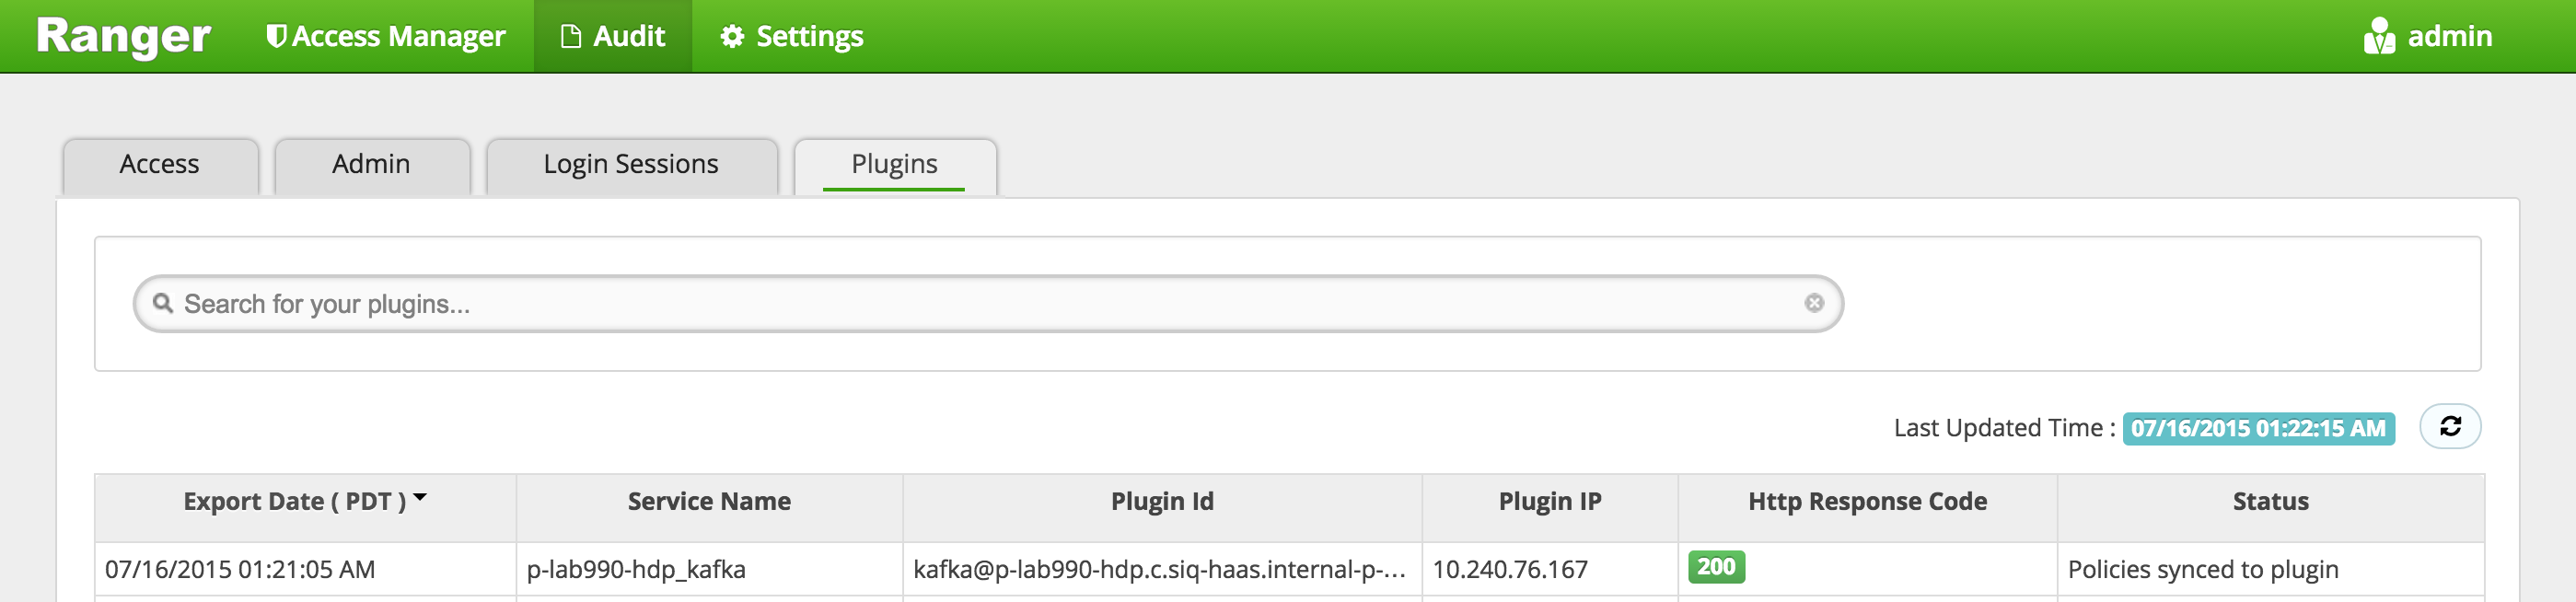 Ranger Access Manager Audit Settings admin
Access Admin Login Sessions Plugins
Search for your plugins...
Last Updated Time : 07/16/2015 01:22:15 AM
Export Date ( PDT ) Service Name Plugin Id Plugin IP Http Response Code Status
07/16/2015 01:21:05 AM p-lab990-hdp_kafka kafka@p-lab990-hdp.c.siq-haas.internal-p-... 10.240.76.167 200 Policies synced to plugin